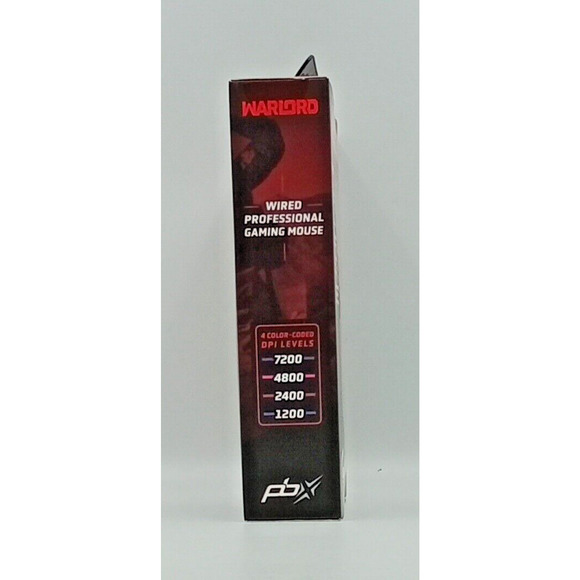 WARLORD
WIRED
PROFESSIONAL
GAMING MOUSE
4 COLOR-CODED
DPI LEVELS
7200
4800
2400
1200
pbx